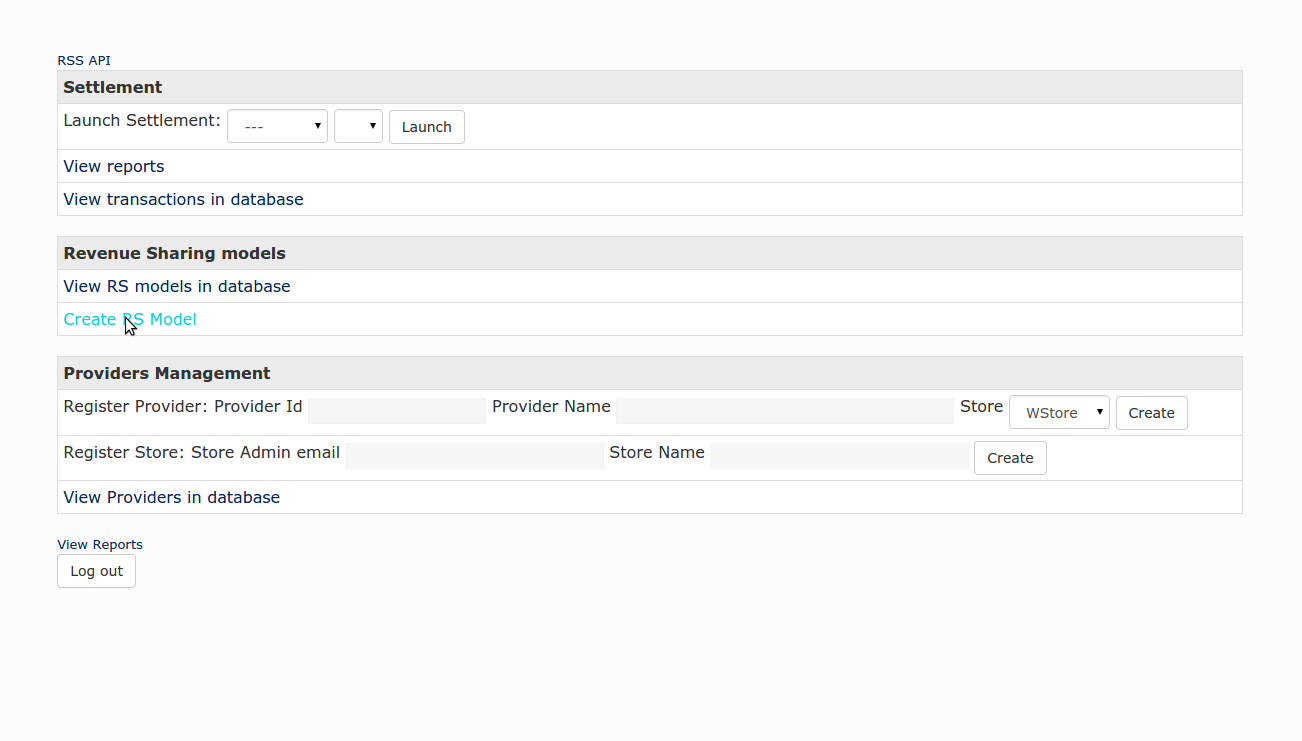 RSS API
Settlement
Launch Settlement: --- Launch
View reports
View transactions in database
Revenue Sharing models
View RS models in database
Create RS Model
Providers Management
Register Provider: Provider Id Provider Name Store WStore Create
Register Store: Store Admin email Store Name Create
View Providers in database
View Reports
Log out